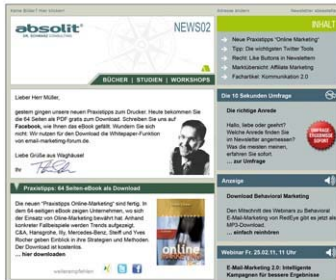 absolit
DR. SCHWARZ CONSULTING
NEWS02
INHALT
Neue Praxistipps "Online Marketing"
Tipp: Die wichtigsten Twitter Tools
Recht: Like Buttons in Newslettern
Marktübersicht: Affiliate Marketing
Fachartikel: Kommunikation 2.0
BÜCHER | STUDIEN | WORKSHOPS
Lieber Herr Müller,
gestern gingen unsere neuen Praxistipps zum Drucker. Heute bekommen Sie
die 64 Seiten als PDF gratis zum Download. Schreiben Sie uns auf
Facebook, wie Ihnen das eBook gefällt. Wundern Sie sich
nicht: Wir nutzen für den Download die Whitepaper-Funktion
von email-marketing-forum.de.
Liebe Grüße aus Waghäusel
Ihr
Die 10 Sekunden Umfrage
Die richtige Anrede
Hallo, liebe oder geehrt?
Welche Anrede finden
Sie im Newsletter
angemessen? Was
ist die ideale Form?
... zur Umfrage
Praxistipps: 64 Seiten-eBook als Download
Die neuen "Praxistipps Online-Marketing" sind fertig. In
dem 64-seitigen eBook zeigen Unternehmen, wo sich
der Einsatz von Online-Marketing bewährt hat. Anhand
konkreter Fallbeispiele werden Trends aufgezeigt.
C&A, Hansgrohe, Ifly, Mercedes-Benz, Steiff und Yves
Rocher geben Einblick in ihre Strategien und Methoden.
Der Download ist kostenlos.
online
weiterempfehlen
Anzeige
Download Behavioral Marketing
Den Mitschnitt des Webinars zu Behavioral
E-Mail-Marketing von RedEye gibt es jetzt als
MP3-Download.
... einfach reinhören
Webinar Fr. 25.02.11, 11 Uhr
E-Mail-Marketing 2.0: Intelligente
Kampagnen für besseren Ergebnisse